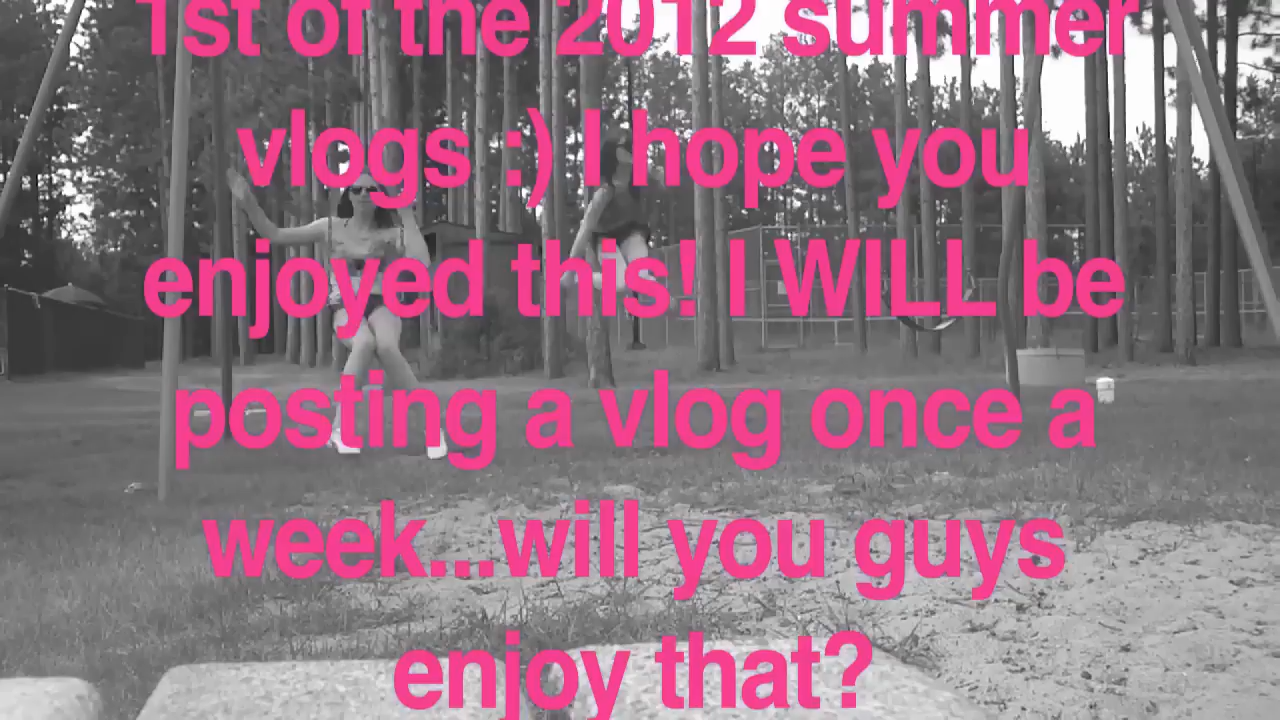 1st of the 2012 summer
vlogs :) I hope you
enjoyed this! I WILL be
posting a vlog once a
week...will you guys
enjoy that?